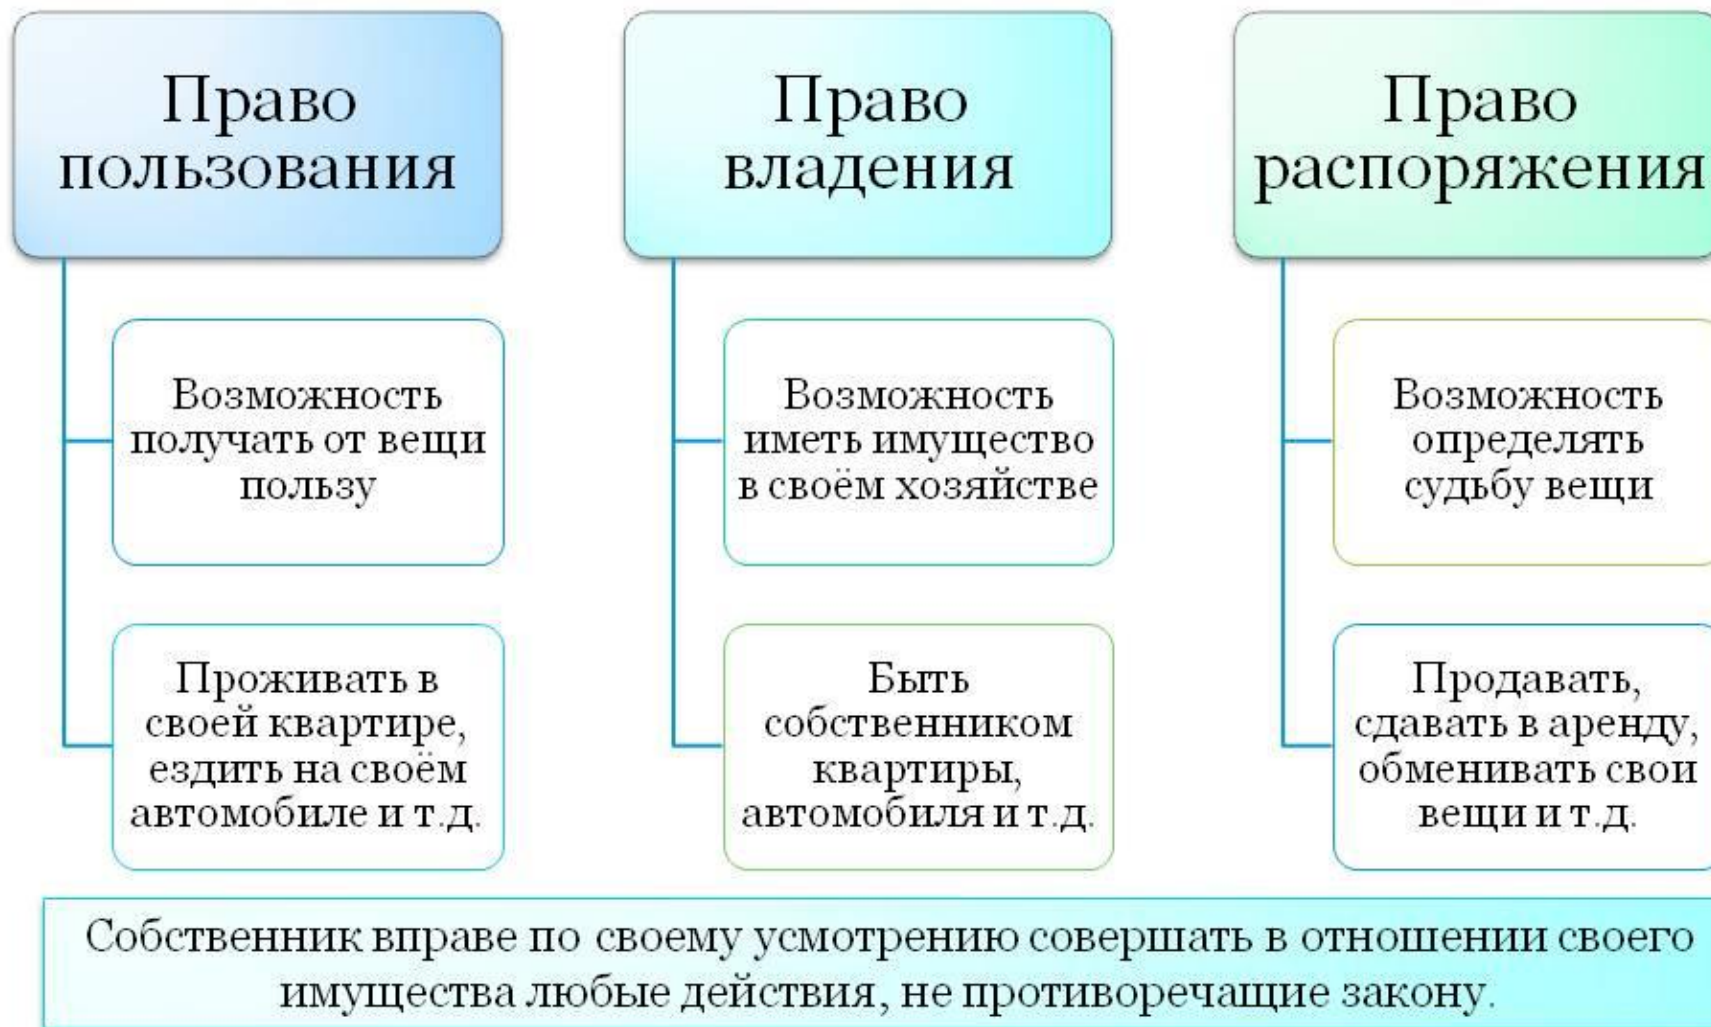 Право
пользования
Право
владения
Право
распоряжения
Возможность
получать от вещи
пользу
Возможность
иметь имущество
в своём хозяйстве
Возможность
определять
судьбу вещи
Проживать в
своей квартире,
ездить на своём
автомобиле и т.д.
Быть
собственником
квартиры,
автомобиля и т.д.
Продавать,
сдавать в аренду,
обменивать свои
вещи и т.д.
Собственник вправе по своему усмотрению совершать в отношении своего
имущества любые действия, не противоречащие закону.